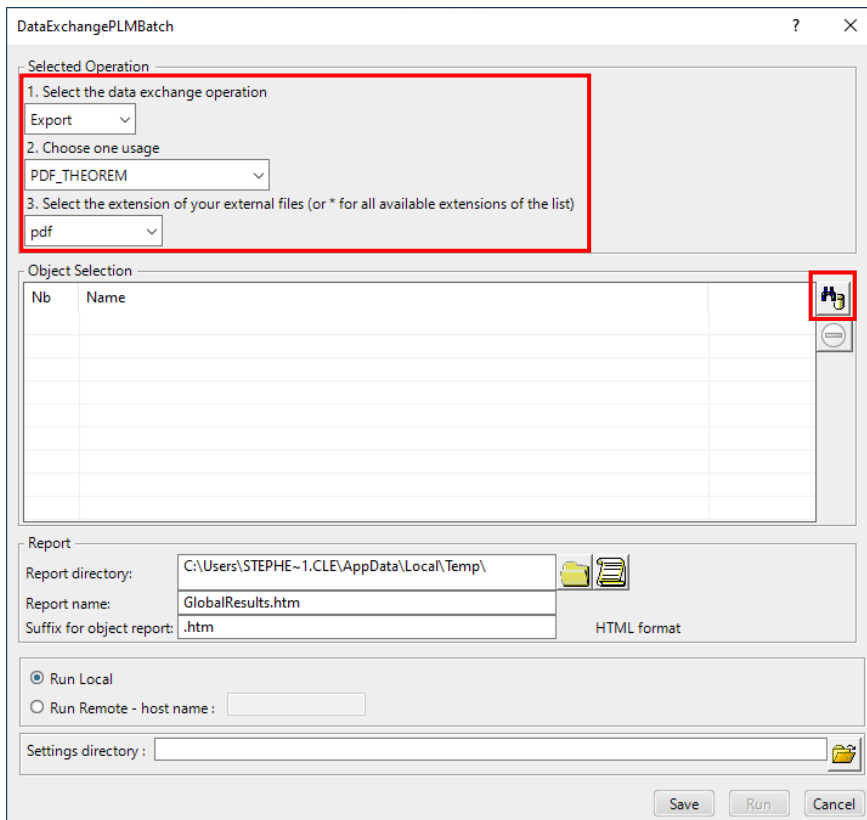 DataExchangePLMBatch ? X
Selected Operation
1. Select the data exchange operation
Export
2. Choose one usage
PDF_THEOREM
3. Select the extension of your external files (or * for all available extensions of the list)
pdf
Object Selection
Nb Name
Report
Report directory: C:\Users\STEPHE~1.CLE\AppData\Local\Temp\
Report name: GlobalResults.htm
Suffix for object report: .htm HTML format
Run Local
Run Remote - host name :
Settings directory :
Save Run Cancel